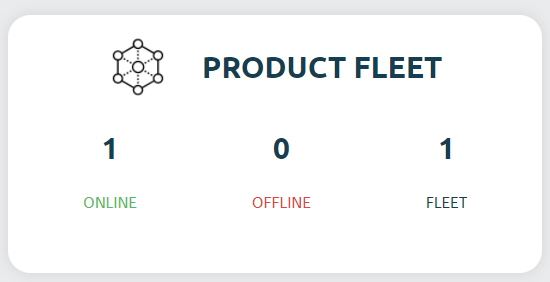 PRODUCT FLEET
1 0 1
ONLINE OFFLINE FLEET